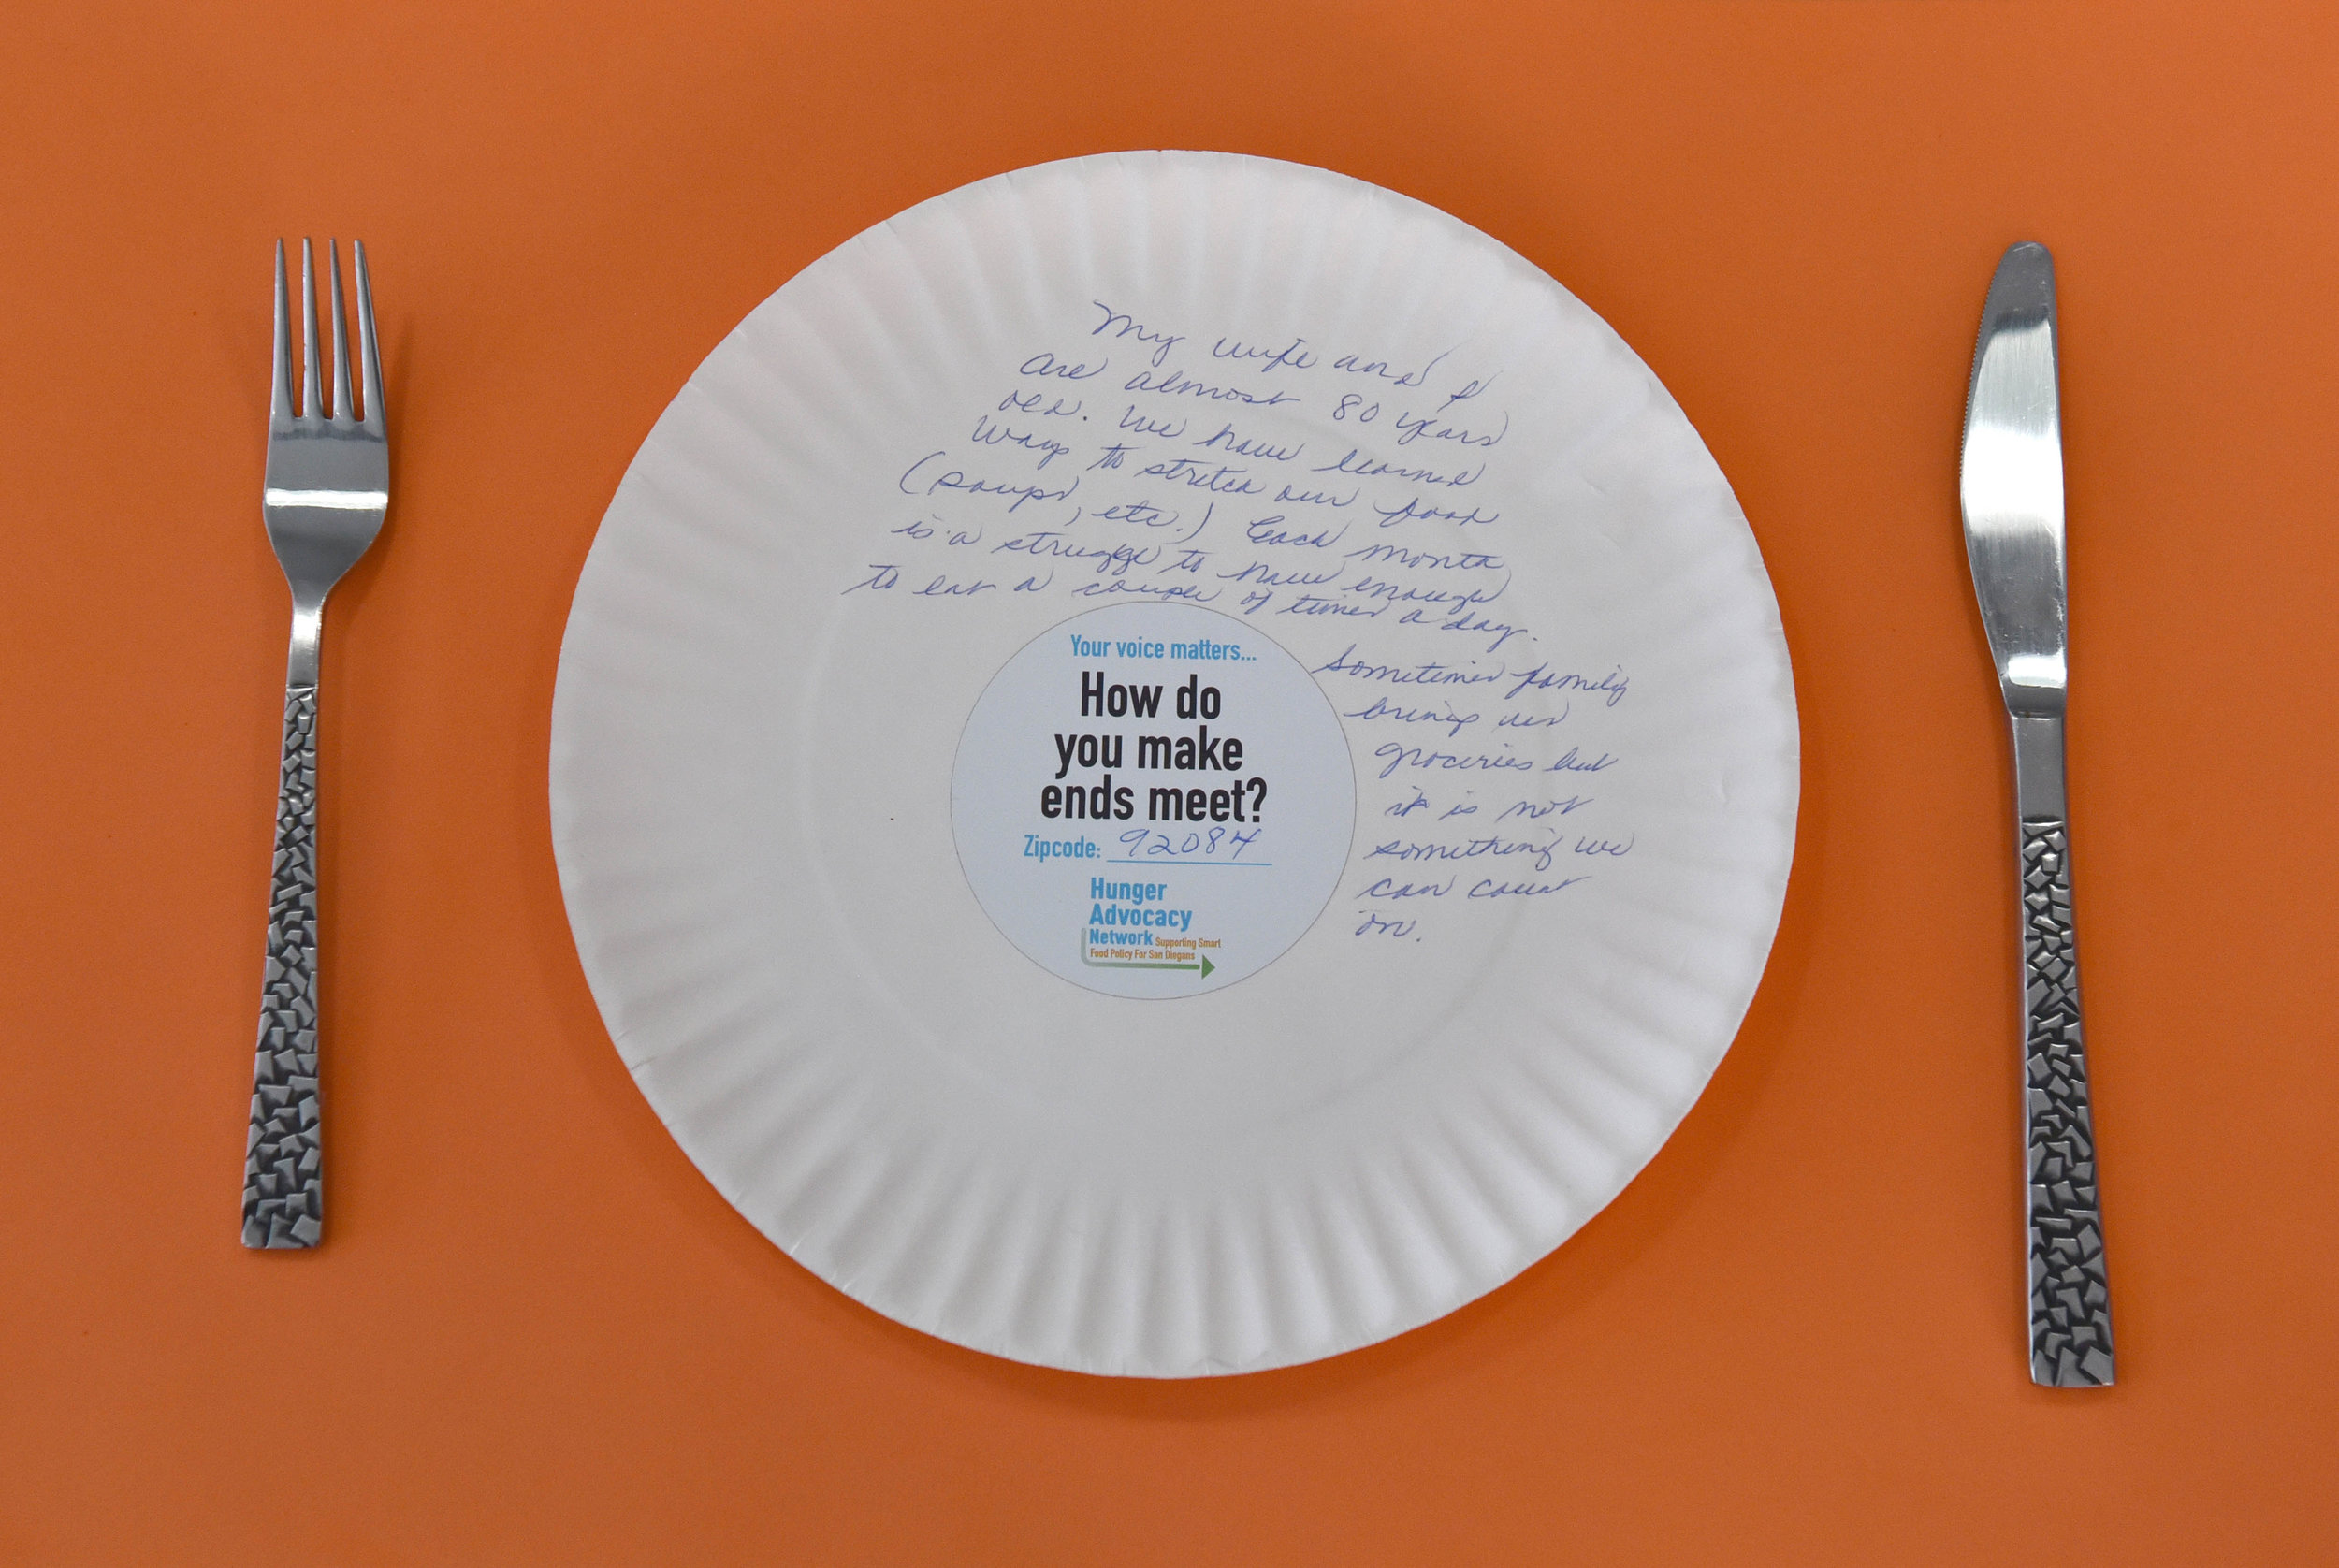 My wife and I
are almost 80 years
old. We have learned
ways to stretch our food
(soups, etc.) Each month
is a struggle to have enough
to eat a couple of times a day.
Sometimes family
brings us
groceries but
it is not
something we
can count
on.
Your voice matters...
How do
you make
ends meet?
Zipcode: 92084
Hunger
Advocacy
Network Supporting Smart
Food Policy For San Diegans